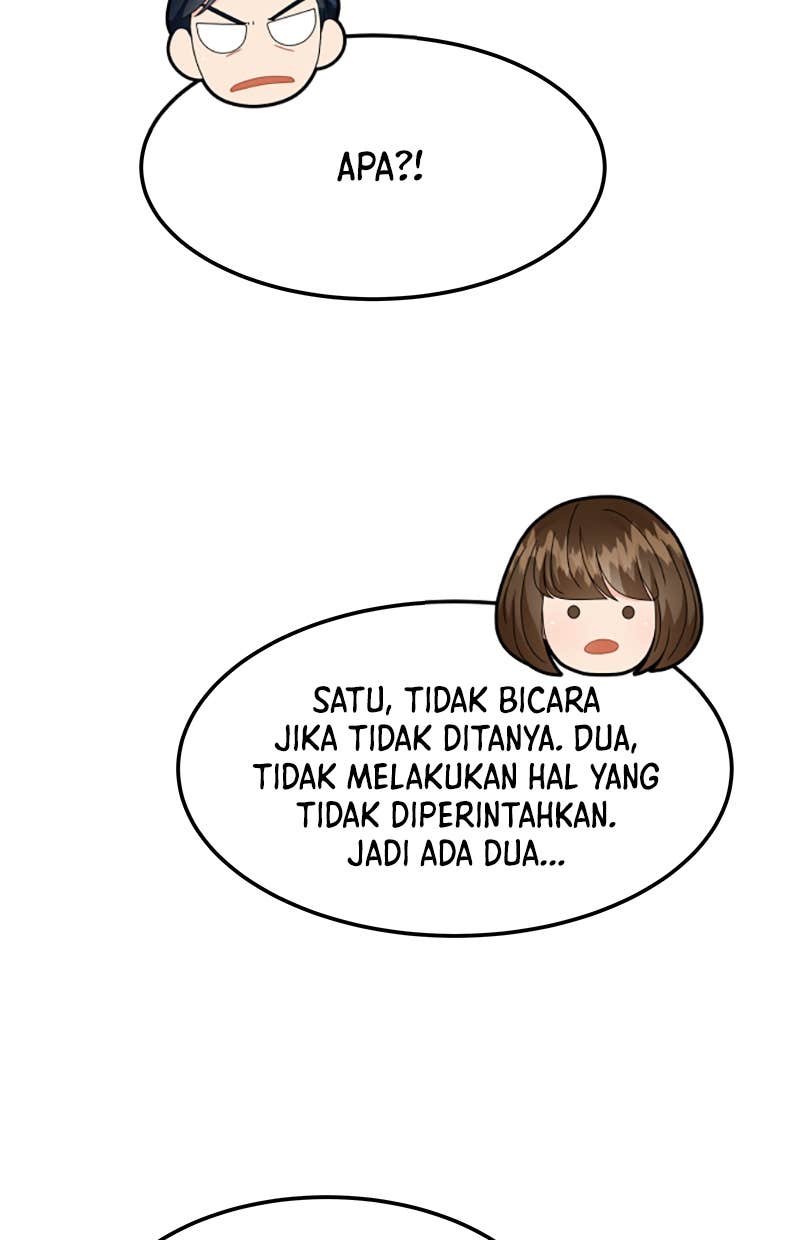 APA?!
SATU, TIDAK BICARA
JIKA TIDAK DITANYA. DUA,
TIDAK MELAKUKAN HAL YANG
TIDAK DIPERINTAHKAN.
JADI ADA DUA...